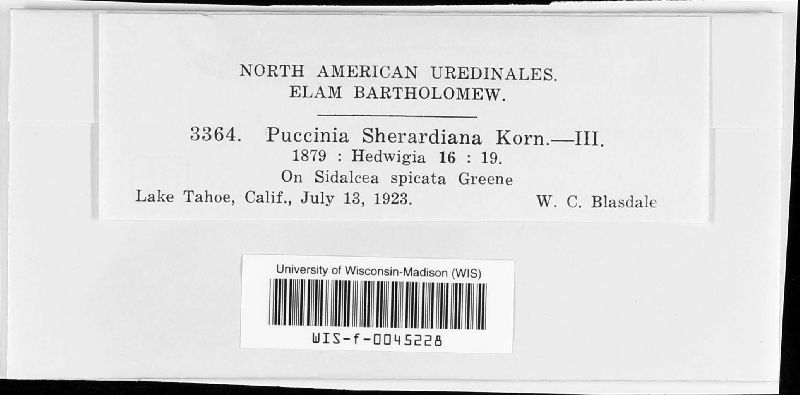 NORTH AMERICAN UREDINALES.
ELAM BARTHOLOMEW.
3364. Puccinia Sherardiana Korn.—III.
1879 : Hedwigia 16 : 19.
On Sidalcea spicata Greene
Lake Tahoe, Calif., July 13, 1923. W. C. Blasdale
University of Wisconsin-Madison (WIS)
WIS-f-0045228